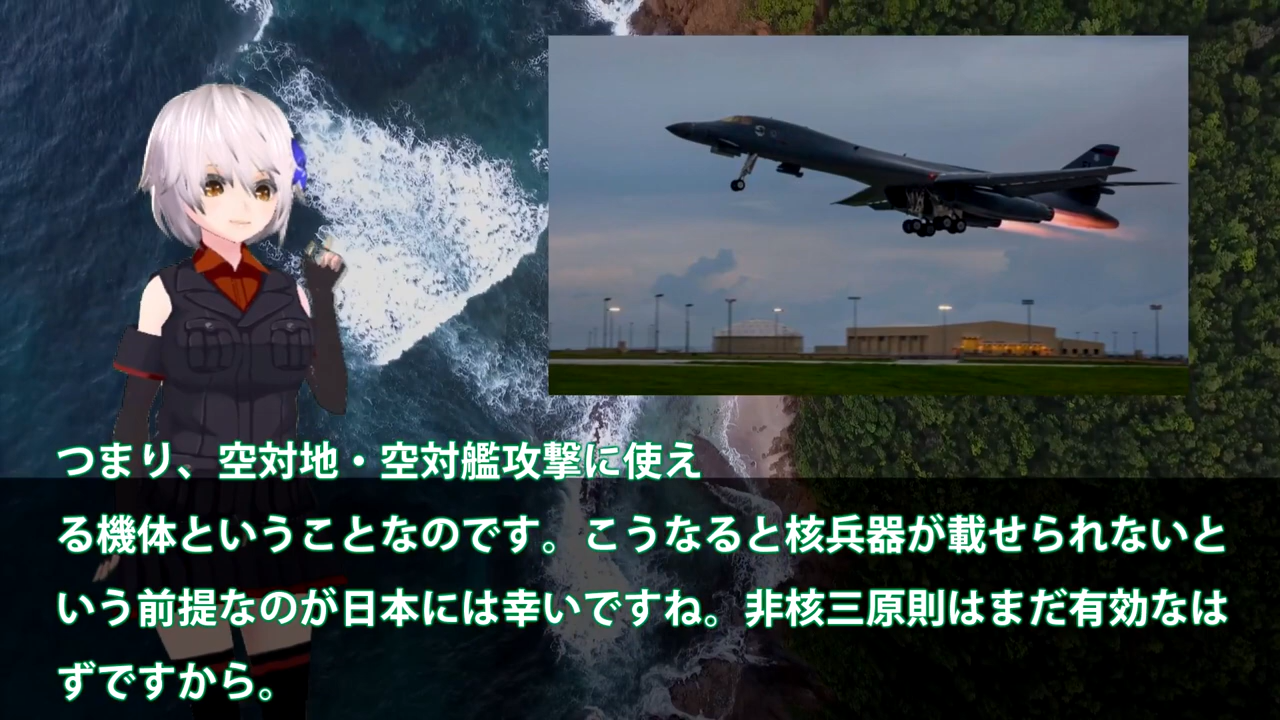 つまり、空対地・空対艦攻撃に使え
る機体ということなのです。こうなると核兵器が載せられないと
いう前提なのが日本には幸いですね。非核三原則はまだ有効なは
ずですから。